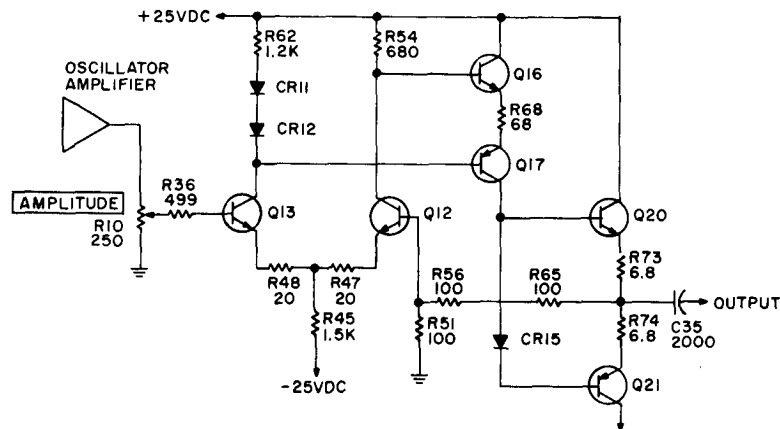 +25VDC
R62
1.2K
R54
680
OSCILLATOR
AMPLIFIER
CR11
Q16
R68
68
CR12
Q17
R36
499
AMPLITUDE
R10
250
Q13
Q12
Q20
R73
6.8
R48
20
R47
20
R56
100
R65
100
OUTPUT
R45
1.5K
R51
100
CR15
R74
6.8
C35
2000
-25VDC
Q21